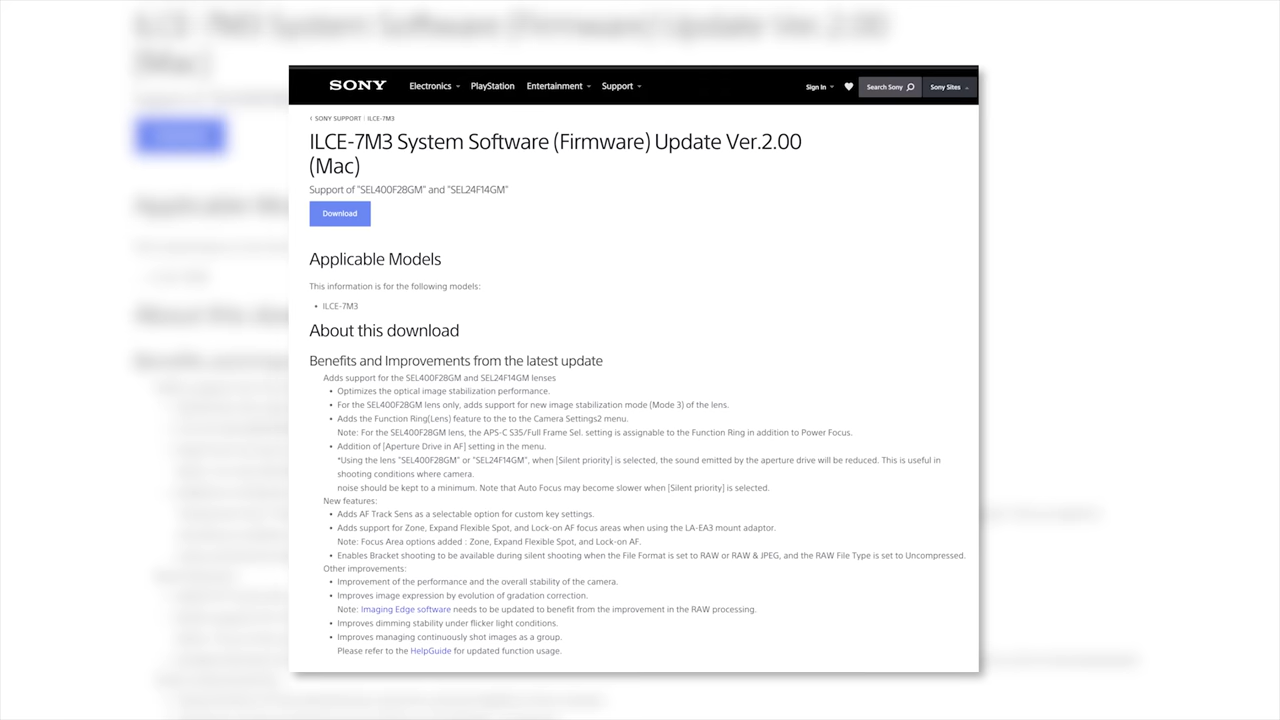 ILCE-7M3 System Software (Firmware) Update Ver.2.00
(Mac)
SONY Electronics PlayStation Entertainment Support Sign In Search Sony Sony Sites
SONY SUPPORT / ILCE-7M3
ILCE-7M3 System Software (Firmware) Update Ver.2.00
(Mac)
Support of "SEL400F28GM" and "SEL24F14GM"
Download
Applicable Models
This information is for the following models:
• ILCE-7M3
About this download
Benefits and Improvements from the latest update
Adds support for the SEL400F28GM and SEL24F14GM lenses
• Optimizes the optical image stabilization performance.
• For the SEL400F28GM lens only, adds support for new image stabilization mode (Mode 3) of the lens.
• Adds the Function Ring(Lens) feature to the to the Camera Settings2 menu.
Note: For the SEL400F28GM lens, the APS-C S35/Full Frame Sel. setting is assignable to the Function Ring in addition to Power Focus.
• Addition of [Aperture Drive in AF] setting in the menu.
*Using the lens "SEL400F28GM" or "SEL24F14GM", when [Silent priority] is selected, the sound emitted by the aperture drive will be reduced. This is useful in
shooting conditions where camera.
noise should be kept to a minimum. Note that Auto Focus may become slower when [Silent priority] is selected.
New features:
• Adds AF Track Sens as a selectable option for custom key settings.
• Adds support for Zone, Expand Flexible Spot, and Lock-on AF focus areas when using the LA-EA3 mount adaptor.
Note: Focus Area options added : Zone, Expand Flexible Spot, and Lock-on AF.
• Enables Bracket shooting to be available during silent shooting when the File Format is set to RAW or RAW & JPEG, and the RAW File Type is set to Uncompressed.
Other improvements:
• Improvement of the performance and the overall stability of the camera.
• Improves image expression by evolution of gradation correction.
Note: Imaging Edge software needs to be updated to benefit from the improvement in the RAW processing.
• Improves dimming stability under flicker light conditions.
• Improves managing continuously shot images as a group.
Please refer to the HelpGuide for updated function usage.